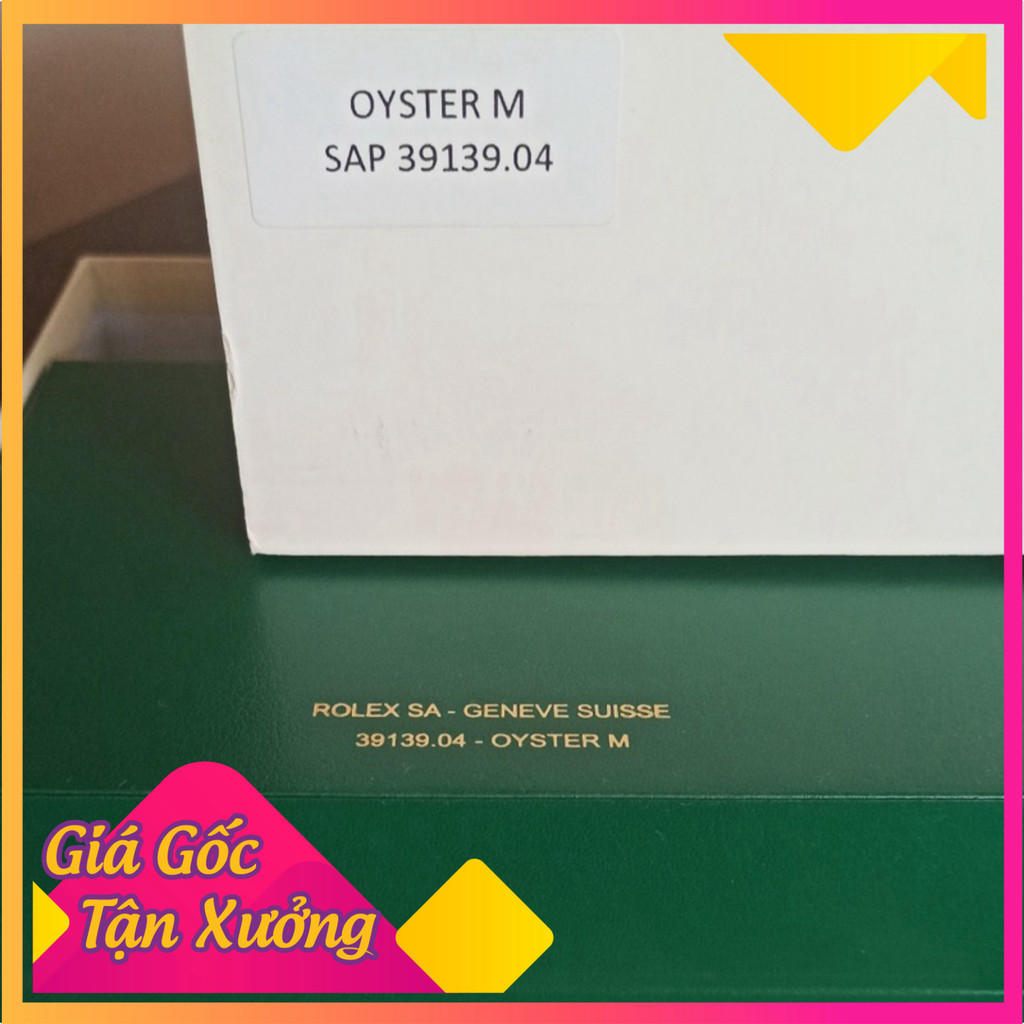 OYSTER M
SAP 39139.04
ROLEX SA - GENEVE SUISSE
39139.04 - OYSTER M
Giá Gốc
Tận Xưởng